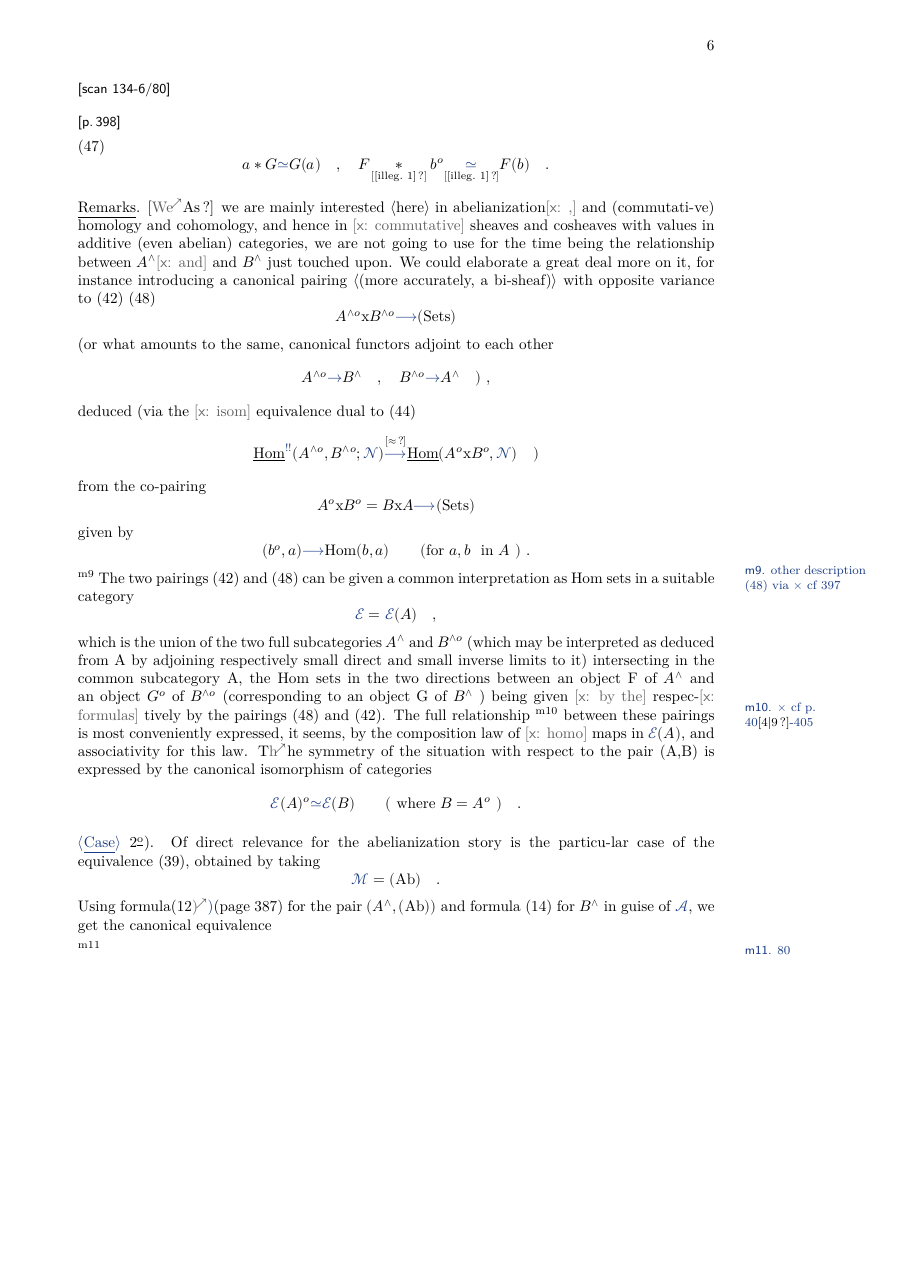 6
[scan 134-6/80]
[p. 398]
(47)
a ∗ G≃G(a) , F ∗ bᵒ ≃ F(b) .
[[illeg. 1] ?] [[illeg. 1] ?]
Remarks. [We↗As ?] we are mainly interested ⟨here⟩ in abelianization[x: ,] and (commutati-ve)
homology and cohomology, and hence in [x: commutative] sheaves and cosheaves with values in
additive (even abelian) categories, we are not going to use for the time being the relationship
between A^∧[x: and] and B^∧ just touched upon. We could elaborate a great deal more on it, for
instance introducing a canonical pairing ⟨(more accurately, a bi-sheaf)⟩ with opposite variance
to (42) (48)
A^{∧o}xB^{∧o}⟶(Sets)
(or what amounts to the same, canonical functors adjoint to each other
A^{∧o}→B^∧ , B^{∧o}→A^∧ ) ,
deduced (via the [x: isom] equivalence dual to (44)
[≈ ?]
Hom^{!!}(A^{∧o}, B^{∧o}; 𝒩)⟶Hom(AᵒxBᵒ, 𝒩) )
from the co-pairing
AᵒxBᵒ = BxA⟶(Sets)
given by
(bᵒ, a)⟶Hom(b, a) (for a, b in A ) .
m9 The two pairings (42) and (48) can be given a common interpretation as Hom sets in a suitable
m9. other description
(48) via × cf 397
category
ℰ = ℰ(A) ,
which is the union of the two full subcategories A^∧ and B^{∧o} (which may be interpreted as deduced
from A by adjoining respectively small direct and small inverse limits to it) intersecting in the
common subcategory A, the Hom sets in the two directions between an object F of A^∧ and
an object Gᵒ of B^{∧o} (corresponding to an object G of B^∧ ) being given [x: by the] respec-[x:
formulas] tively by the pairings (48) and (42). The full relationship m10 between these pairings
m10. × cf p.
40[4|9 ?]-405
is most conveniently expressed, it seems, by the composition law of [x: homo] maps in ℰ(A), and
associativity for this law. Th↗he symmetry of the situation with respect to the pair (A,B) is
expressed by the canonical isomorphism of categories
ℰ(A)ᵒ≃ℰ(B) ( where B = Aᵒ ) .
⟨Case⟩ 2º). Of direct relevance for the abelianization story is the particu-lar case of the
equivalence (39), obtained by taking
ℳ = (Ab) .
Using formula(12)↗)(page 387) for the pair (A^∧, (Ab)) and formula (14) for B^∧ in guise of 𝒜, we
get the canonical equivalence
m11
m11. 80